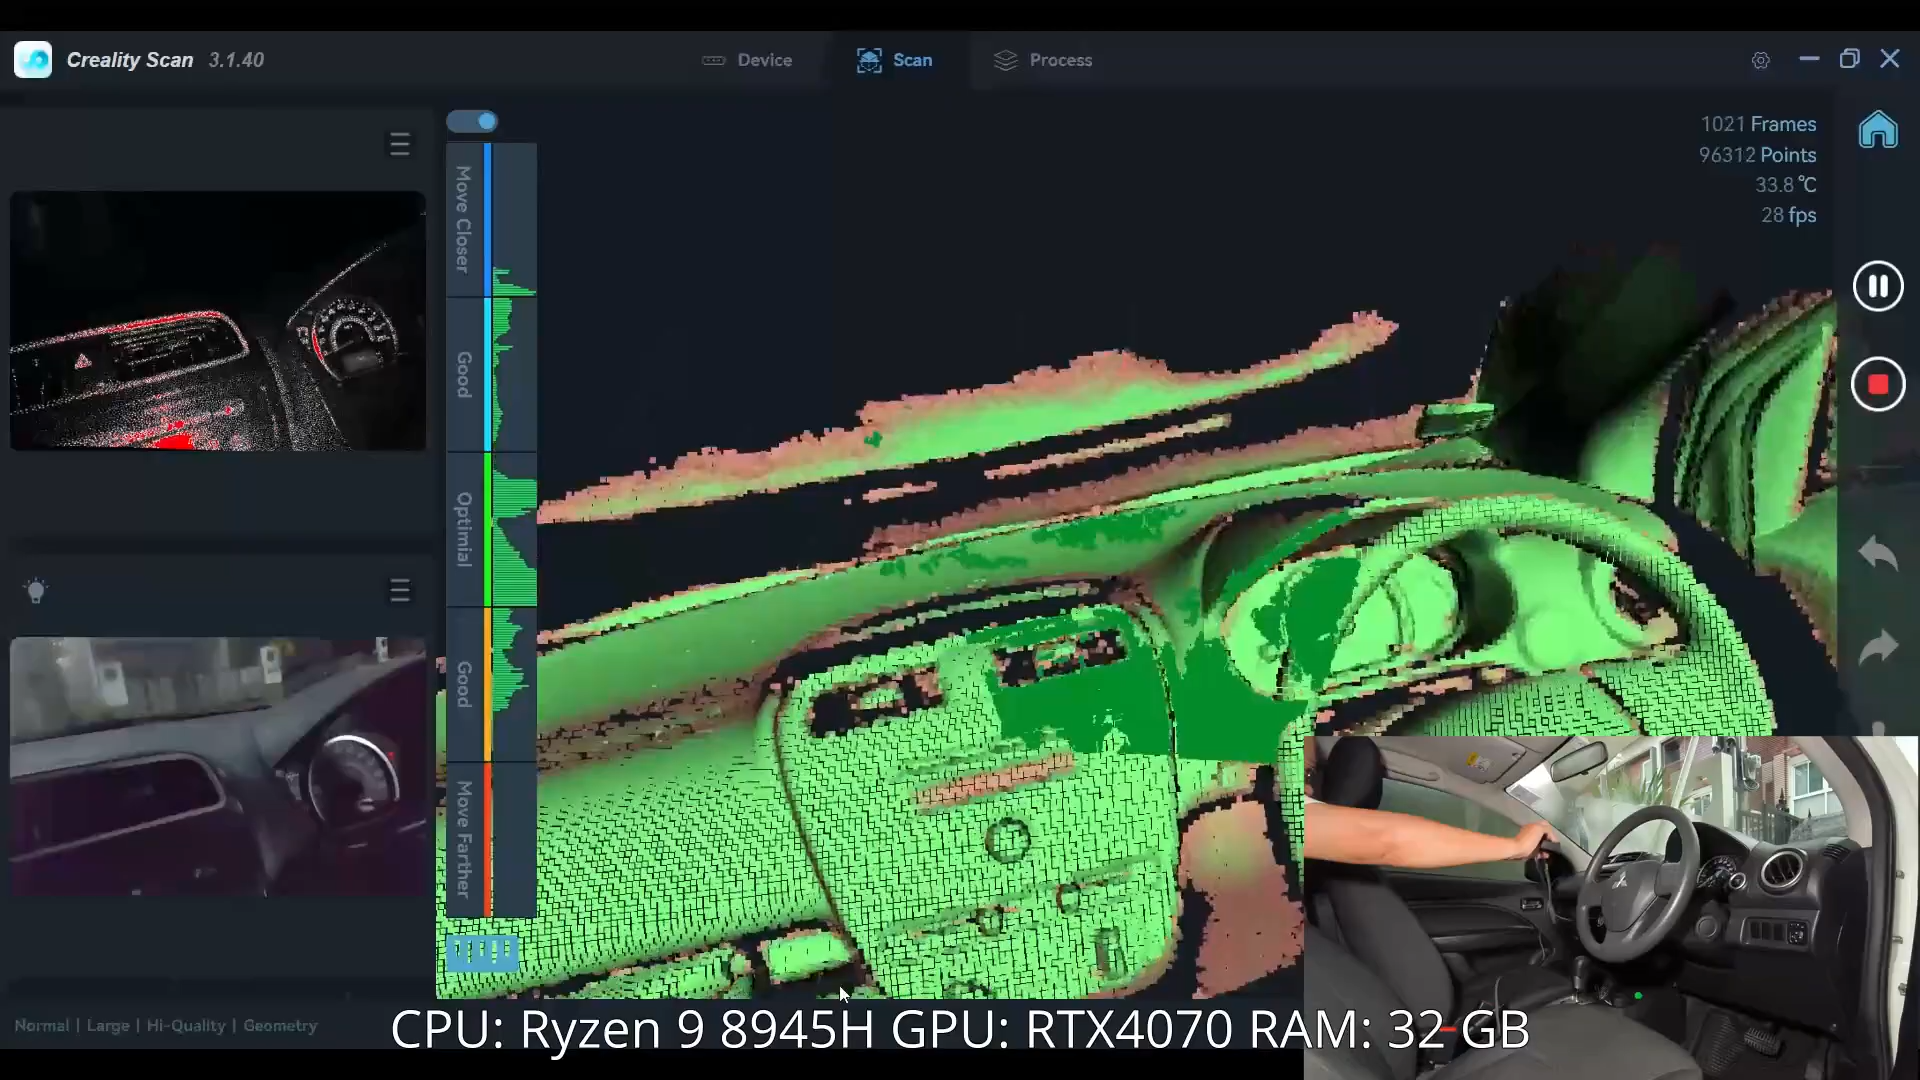 Creality Scan 3.1.40
Device
Scan
Process
1021 Frames
96312 Points
33.8 ℃
28 fps
Move Closer
Good
Optimial
Good
Move Farther
Normal | Large | Hi-Quality | Geometry
CPU: Ryzen 9 8945H GPU: RTX4070 RAM: 32 GB